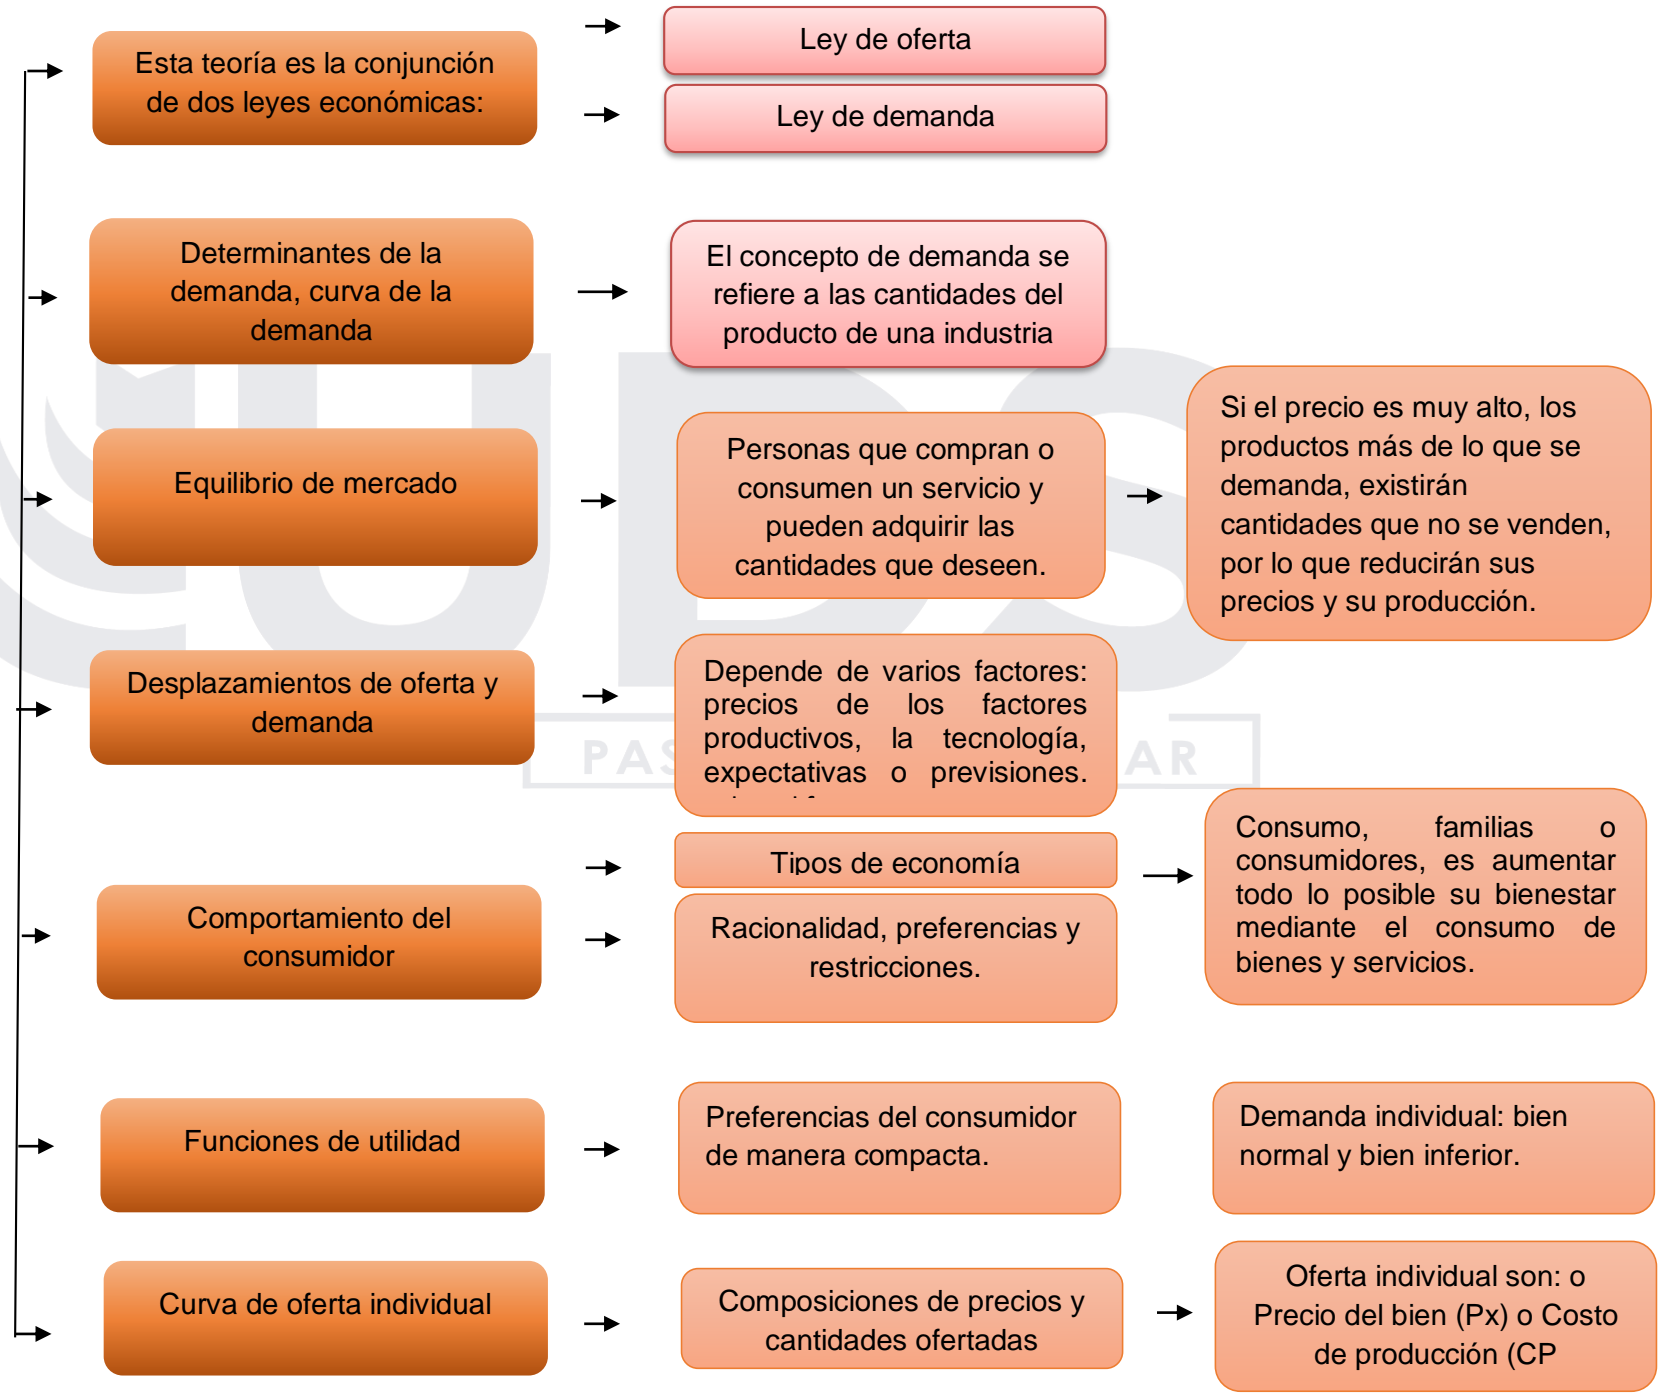 Esta teoría es la conjunción
de dos leyes económicas:
Ley de oferta
Ley de demanda
Determinantes de la
demanda, curva de la
demanda
El concepto de demanda se
refiere a las cantidades del
producto de una industria
Equilibrio de mercado
Personas que compran o
consumen un servicio y
pueden adquirir las
cantidades que deseen.
Si el precio es muy alto, los
productos más de lo que se
demanda, existirán
cantidades que no se venden,
por lo que reducirán sus
precios y su producción.
Desplazamientos de oferta y
demanda
Depende de varios factores:
precios de los factores
productivos, la tecnología,
expectativas o previsiones.
Comportamiento del
consumidor
Tipos de economía
Racionalidad, preferencias y
restricciones.
Consumo, familias o
consumidores, es aumentar
todo lo posible su bienestar
mediante el consumo de
bienes y servicios.
Funciones de utilidad
Preferencias del consumidor
de manera compacta.
Demanda individual: bien
normal y bien inferior.
Curva de oferta individual
Composiciones de precios y
cantidades ofertadas
Oferta individual son: o
Precio del bien (Px) o Costo
de producción (CP
UDS